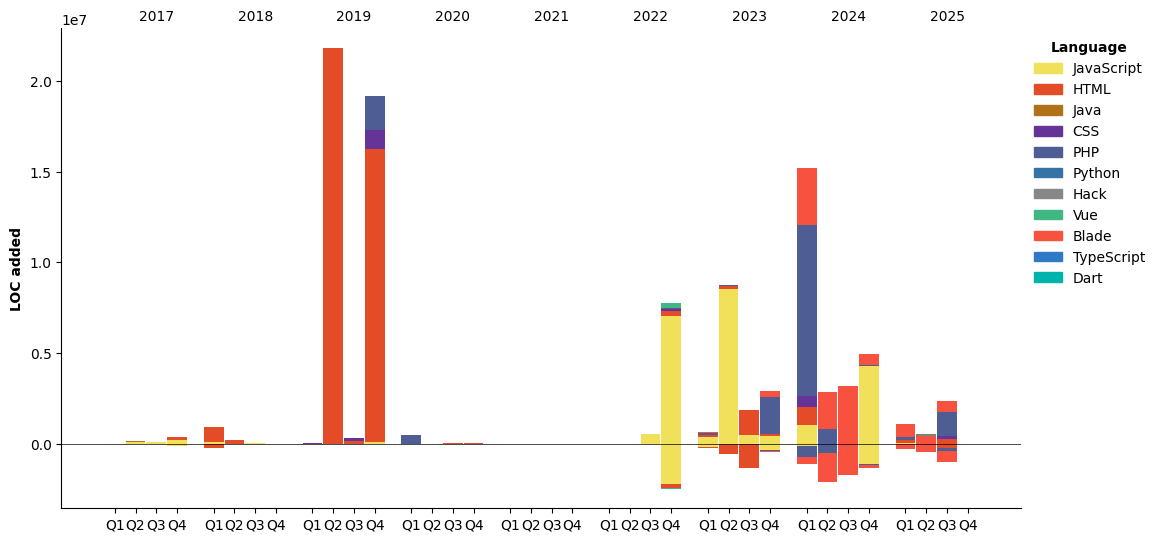 2017 2018 2019 2020 2021 2022 2023 2024 2025
1e7
LOC added
2.0
1.5
1.0
0.5
0.0
Q1 Q2 Q3 Q4 Q1 Q2 Q3 Q4 Q1 Q2 Q3 Q4 Q1 Q2 Q3 Q4 Q1 Q2 Q3 Q4 Q1 Q2 Q3 Q4 Q1 Q2 Q3 Q4 Q1 Q2 Q3 Q4 Q1 Q2 Q3 Q4
Language
JavaScript
HTML
Java
CSS
PHP
Python
Hack
Vue
Blade
TypeScript
Dart